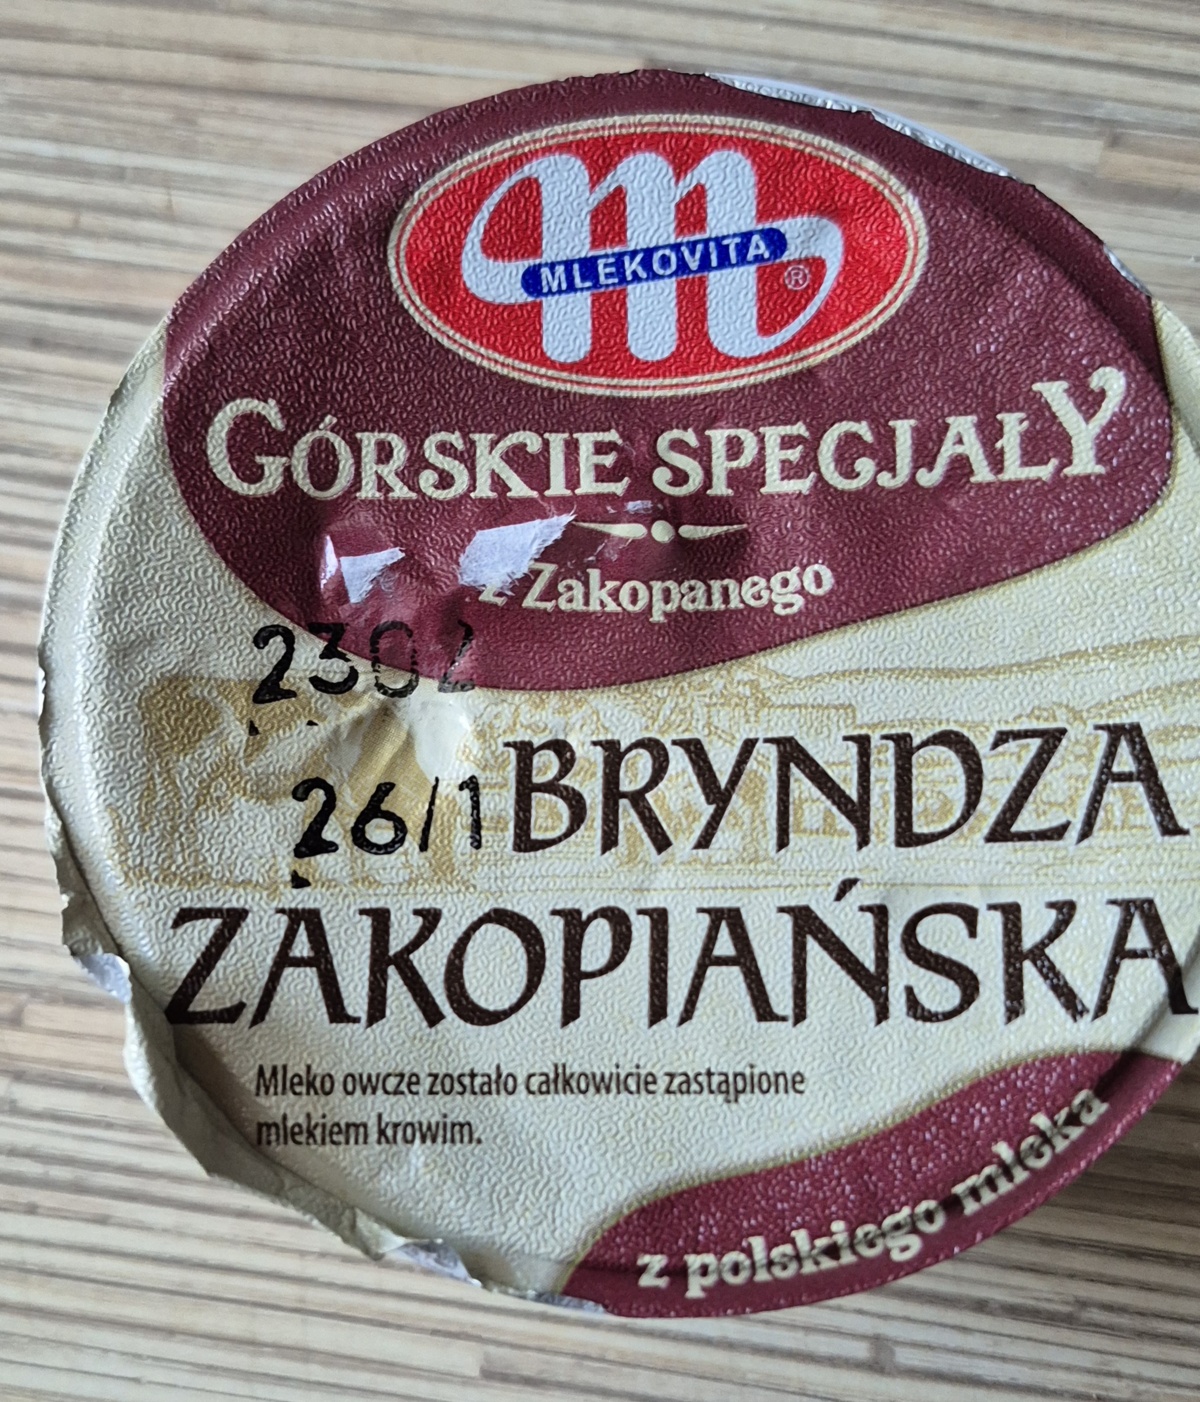 MLEKOVITA
®
GÓRSKIE SPECJAŁY
z Zakopanego
2302
26/1
BRYNDZA
ZAKOPIAŃSKA
Mleko owcze zostało całkowicie zastąpione
mlekiem krowim.
z polskiego mleka